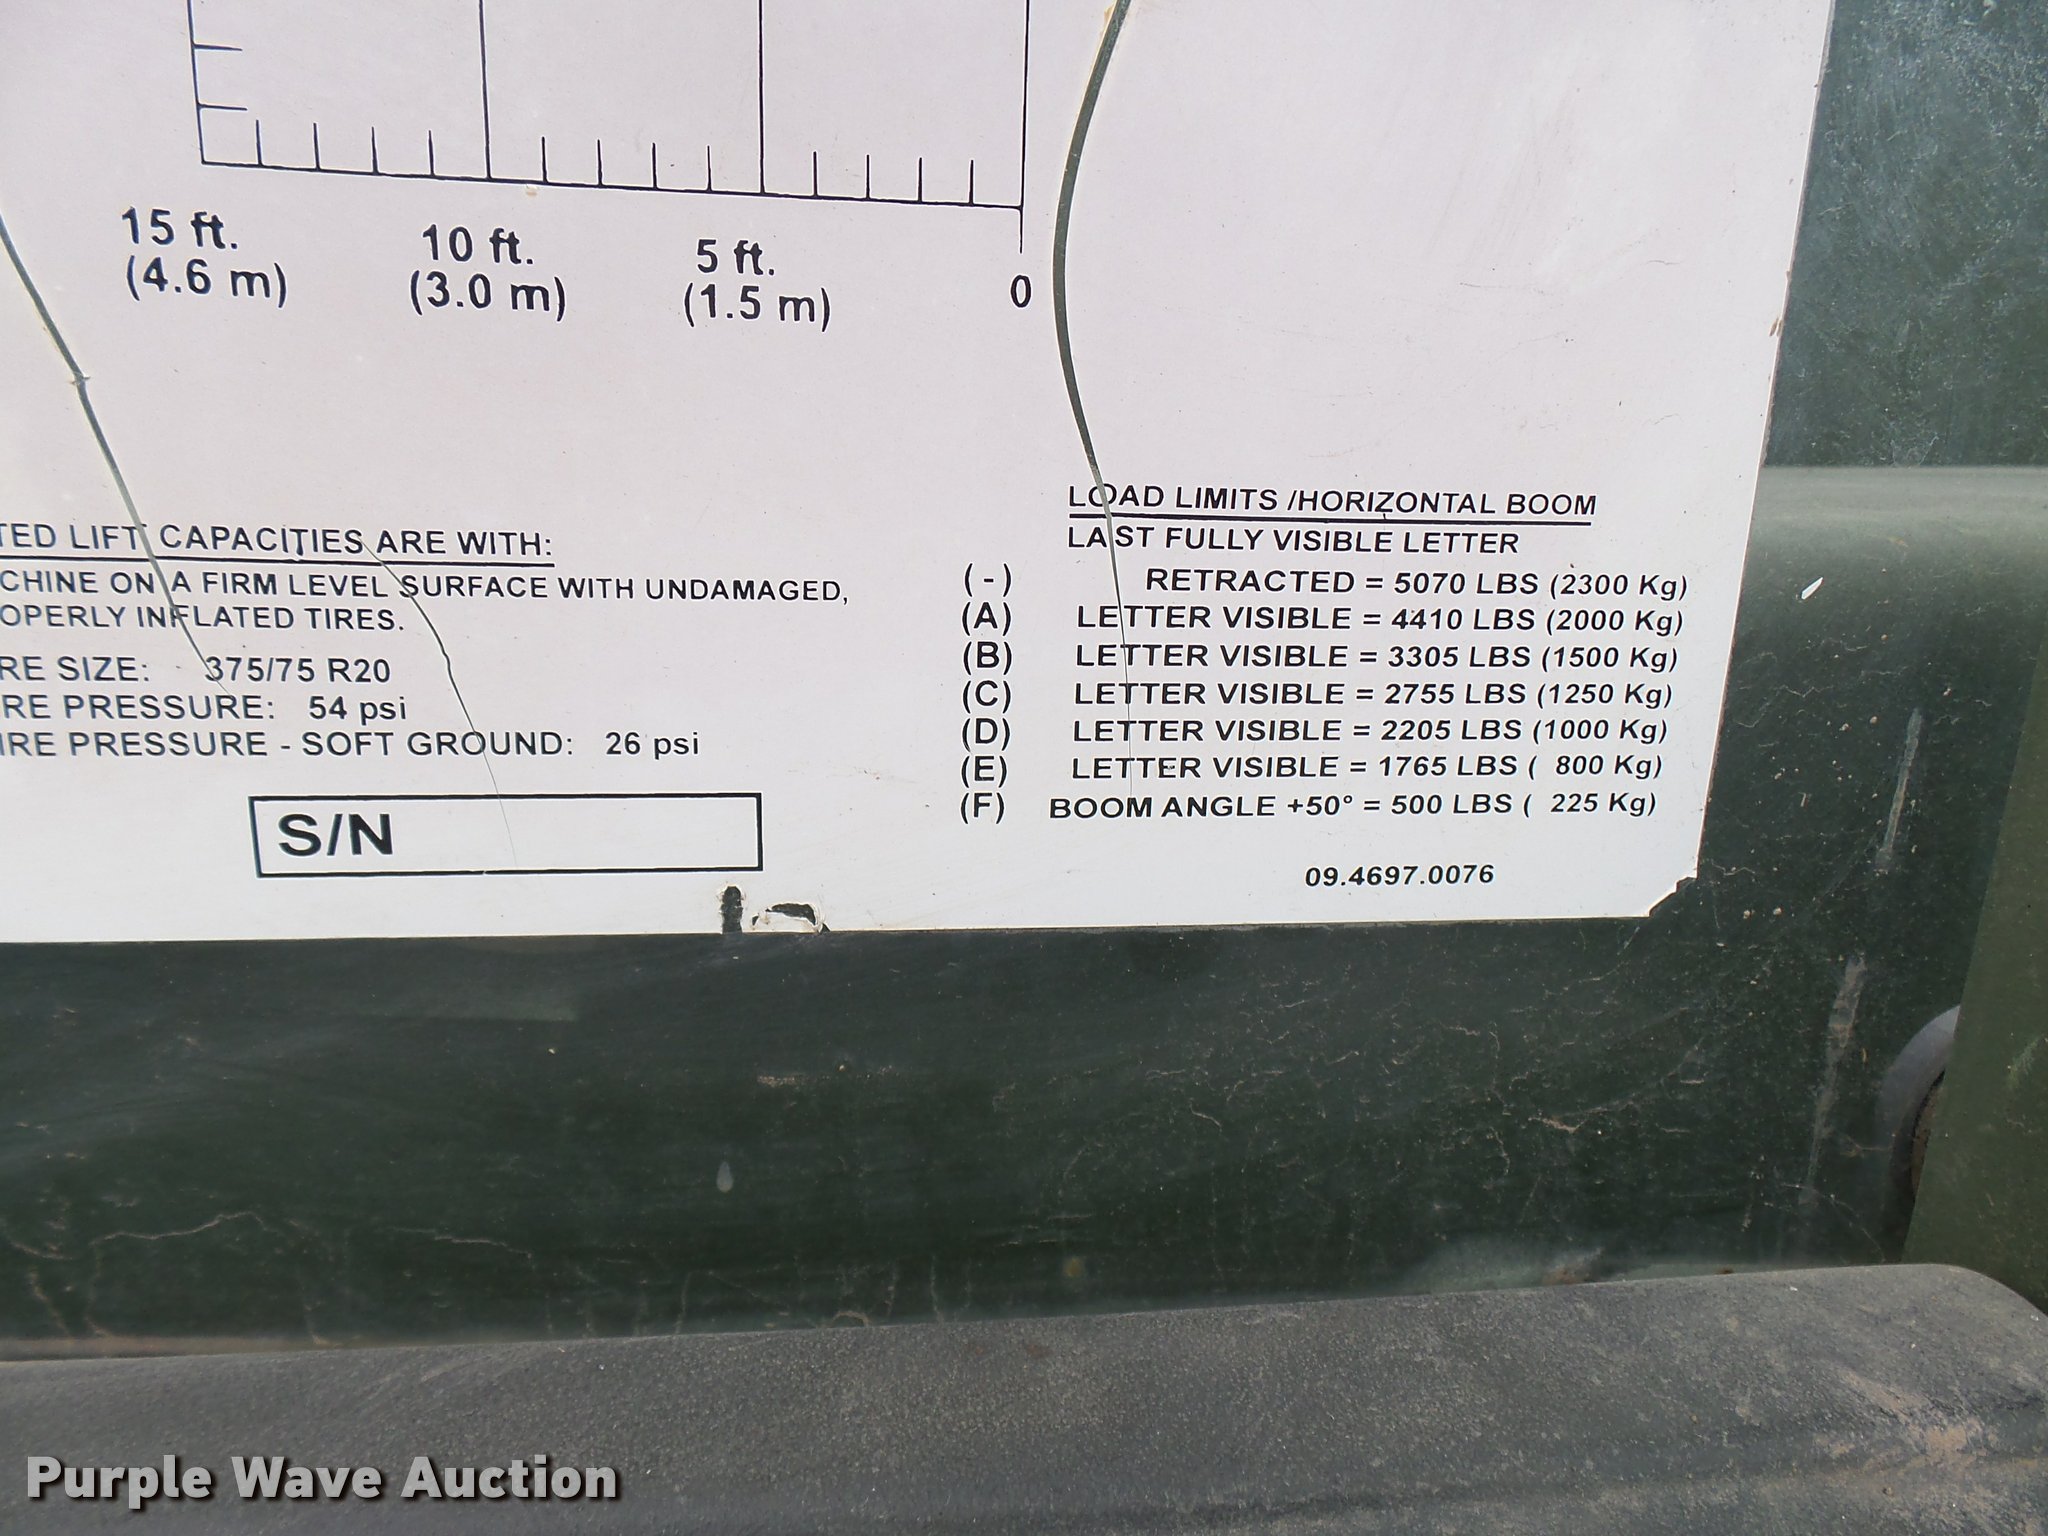 15 ft.
(4.6 m)
10 ft.
(3.0 m)
5 ft.
(1.5 m)
0
TED LIFT CAPACITIES ARE WITH:
CHINE ON A FIRM LEVEL SURFACE WITH UNDAMAGED,
OPERLY INFLATED TIRES.
RE SIZE: 375/75 R20
RE PRESSURE: 54 psi
IRE PRESSURE - SOFT GROUND: 26 psi
S/N
LOAD LIMITS /HORIZONTAL BOOM
LAST FULLY VISIBLE LETTER
(-) RETRACTED = 5070 LBS (2300 Kg)
(A) LETTER VISIBLE = 4410 LBS (2000 Kg)
(B) LETTER VISIBLE = 3305 LBS (1500 Kg)
(C) LETTER VISIBLE = 2755 LBS (1250 Kg)
(D) LETTER VISIBLE = 2205 LBS (1000 Kg)
(E) LETTER VISIBLE = 1765 LBS ( 800 Kg)
(F) BOOM ANGLE +50° = 500 LBS ( 225 Kg)
09.4697.0076
Purple Wave Auction